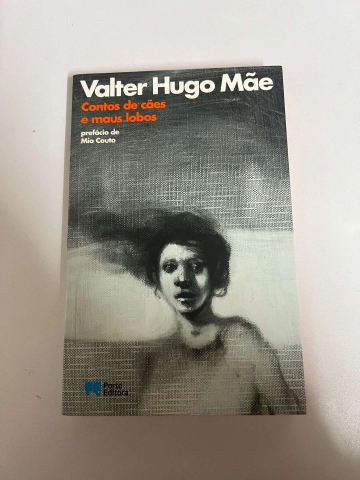 Valter Hugo Mãe
Contos de cães
e maus lobos
prefácio de
Mia Couto
Porto
Editora